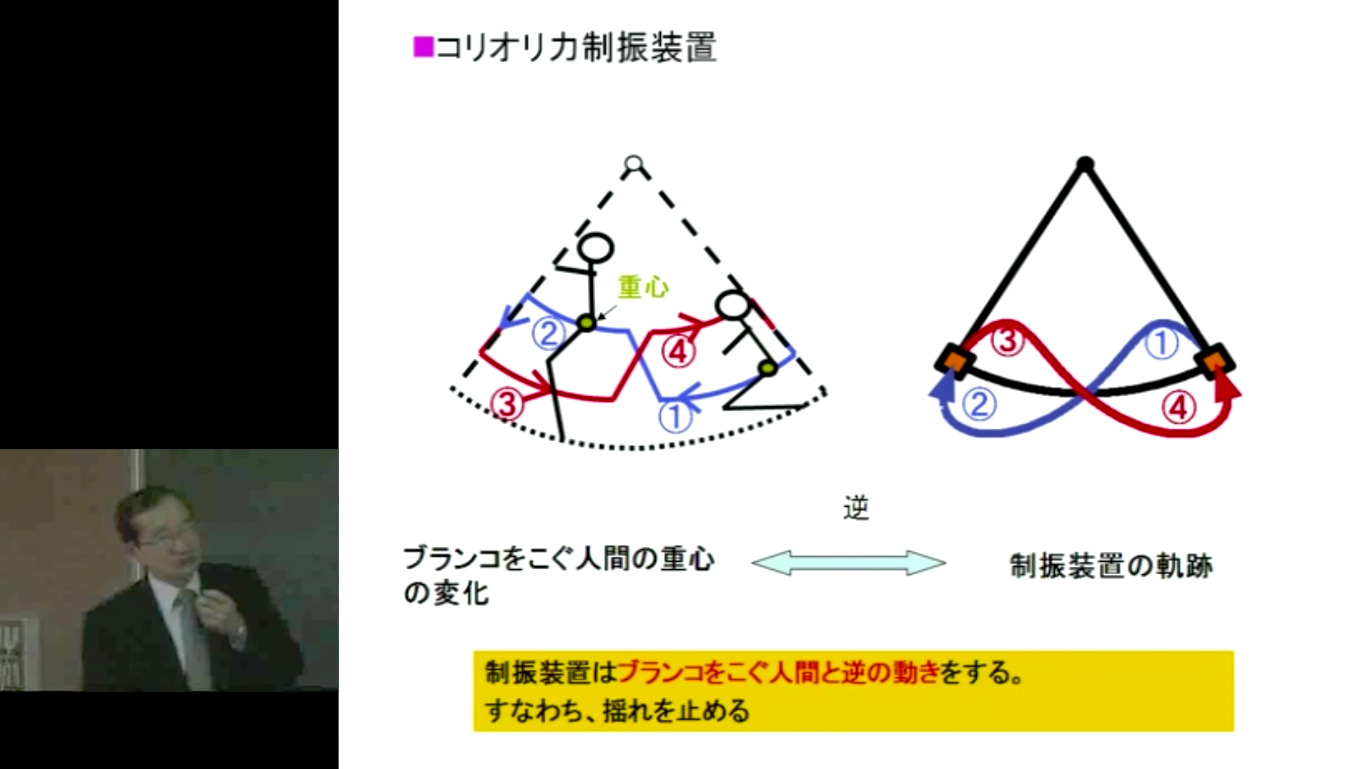 ■コリオリカ制振装置
重心
②
④
③
①
③
①
②
④
逆
ブランコをこぐ人間の重心
の変化
制振装置の軌跡
制振装置はブランコをこぐ人間と逆の動きをする。
すなわち、揺れを止める